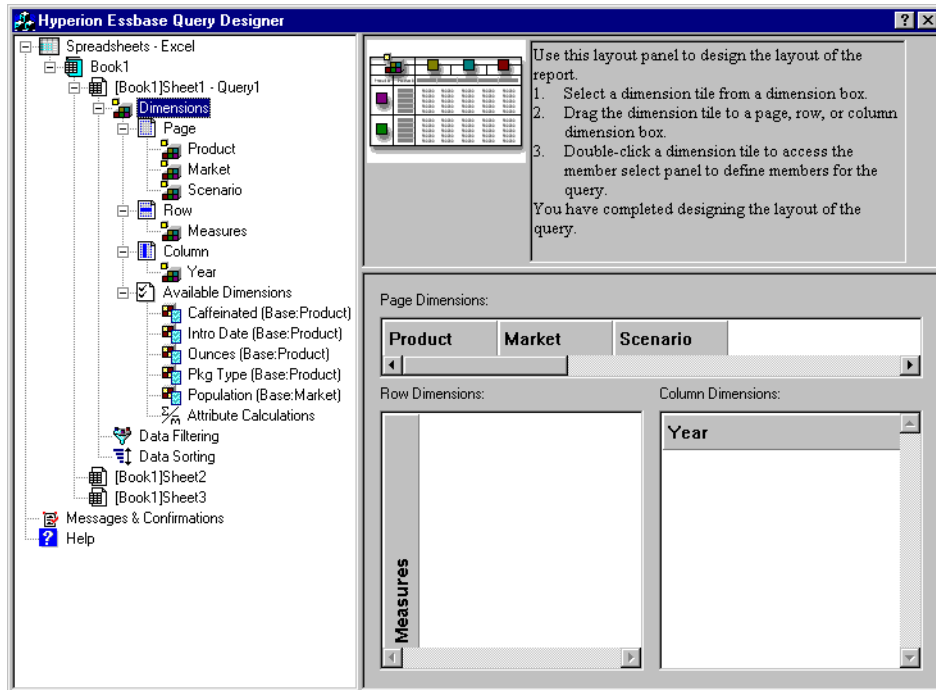 Hyperion Essbase Query Designer
Spreadsheets - Excel
Book1
[Book1]Sheet1 - Query1
Dimensions
Page
Product
Market
Scenario
Row
Measures
Column
Year
Available Dimensions
Caffeinated (Base:Product)
Intro Date (Base:Product)
Ounces (Base:Product)
Pkg Type (Base:Product)
Population (Base:Market)
Attribute Calculations
Data Filtering
Data Sorting
[Book1]Sheet2
[Book1]Sheet3
Messages & Confirmations
Help
Use this layout panel to design the layout of the
report.
1. Select a dimension tile from a dimension box.
2. Drag the dimension tile to a page, row, or column
dimension box.
3. Double-click a dimension tile to access the
member select panel to define members for the
query.
You have completed designing the layout of the
query.
Page Dimensions:
Product Market Scenario
Row Dimensions:
Measures
Column Dimensions:
Year